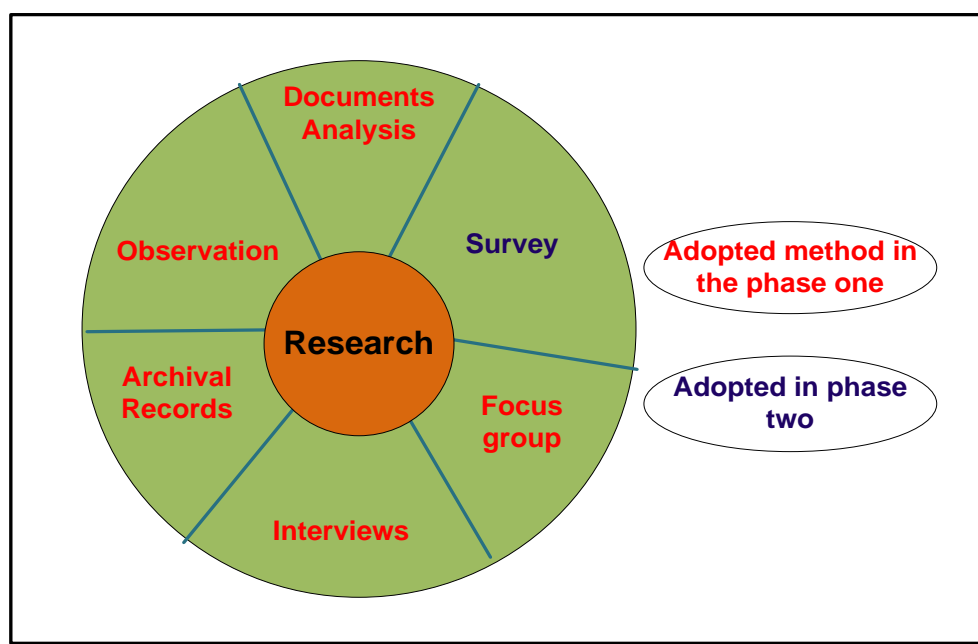 Documents
Analysis
Survey
Observation
Research
Archival
Records
Focus
group
Interviews
Adopted method in
the phase one
Adopted in phase
two